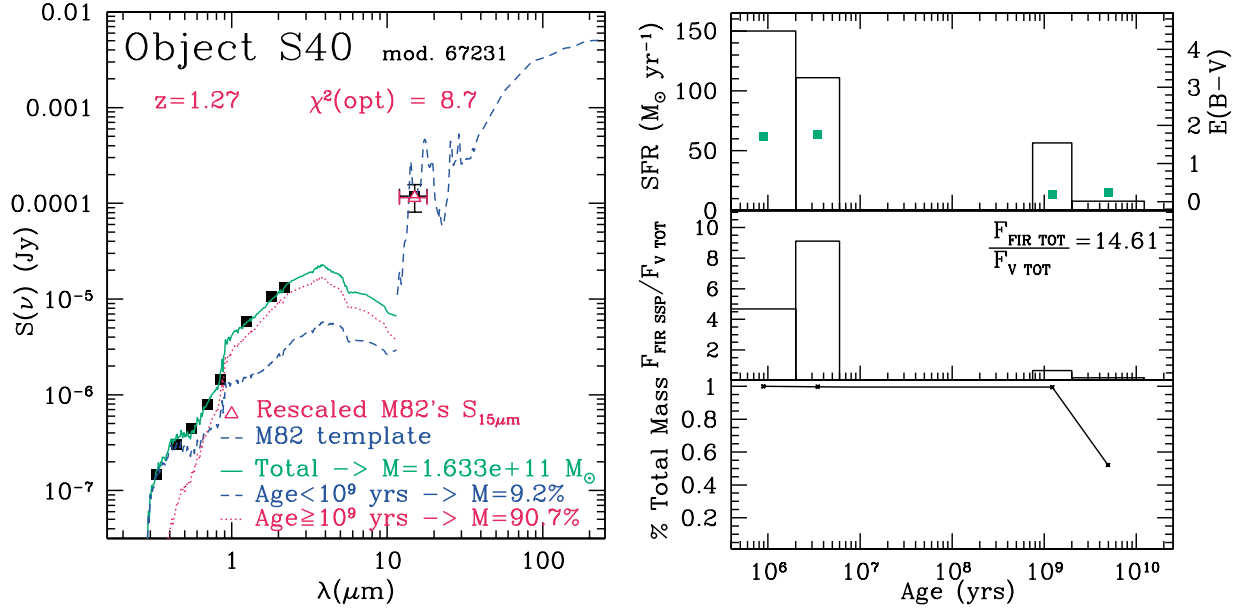 Object S40 mod. 67231
z=1.27 χ²(opt) = 8.7
0.01
0.001
0.0001
10⁻⁵
10⁻⁶
10⁻⁷
S(ν) (Jy)
△ Rescaled M82's S₁₅μm
-- M82 template
— Total -> M=1.633e+11 M⊙
-- Age<10⁹ yrs -> M=9.2%
···· Age≧10⁹ yrs -> M=90.7%
1 10 100
λ(μm)
150
100
50
0
SFR (M⊙ yr⁻¹)
4
3
2
1
0
E(B-V)
10
8
6
4
2
F_FIR SSP/F_V TOT
F_FIR TOT
F_V TOT
=14.61
1
0.8
0.6
0.4
0.2
% Total Mass
10⁶ 10⁷ 10⁸ 10⁹ 10¹⁰
Age (yrs)